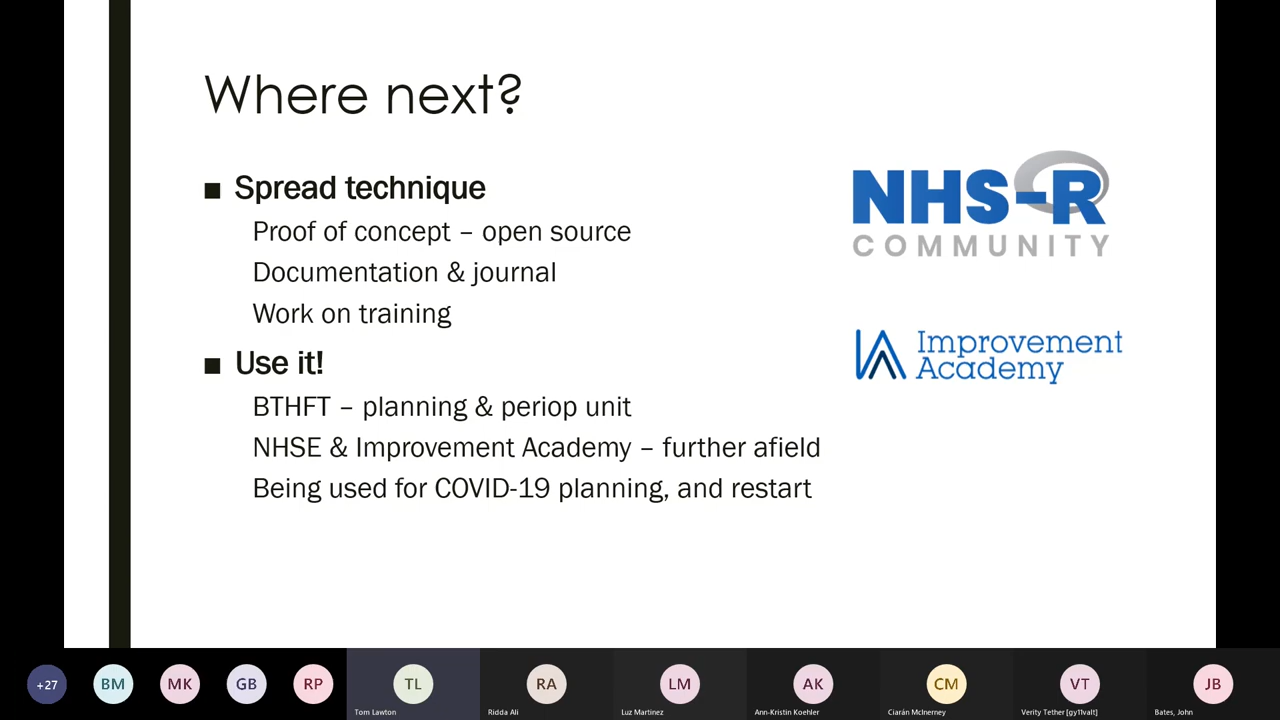 Where next?
■ Spread technique
Proof of concept – open source
Documentation & journal
Work on training
■ Use it!
BTHFT – planning & periop unit
NHSE & Improvement Academy – further afield
Being used for COVID-19 planning, and restart
NHS-R
COMMUNITY
IA Improvement
Academy
+27
BM
MK
GB
RP
TL
Tom Lawton
RA
Ridda Ali
LM
Luz Martinez
AK
Ann-Kristin Koehler
CM
Ciarán McInerney
VT
Verity Tether [gy11valt]
JB
Bates, John